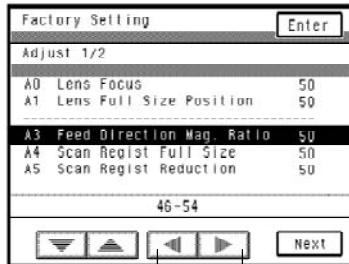 Factory Setting
Enter
Adjust 1/2
A0 Lens Focus 50
A1 Lens Full Size Position 50
A3 Feed Direction Mag. Ratio 50
A4 Scan Regist Full Size 50
A5 Scan Regist Reduction 50
46-54
Next